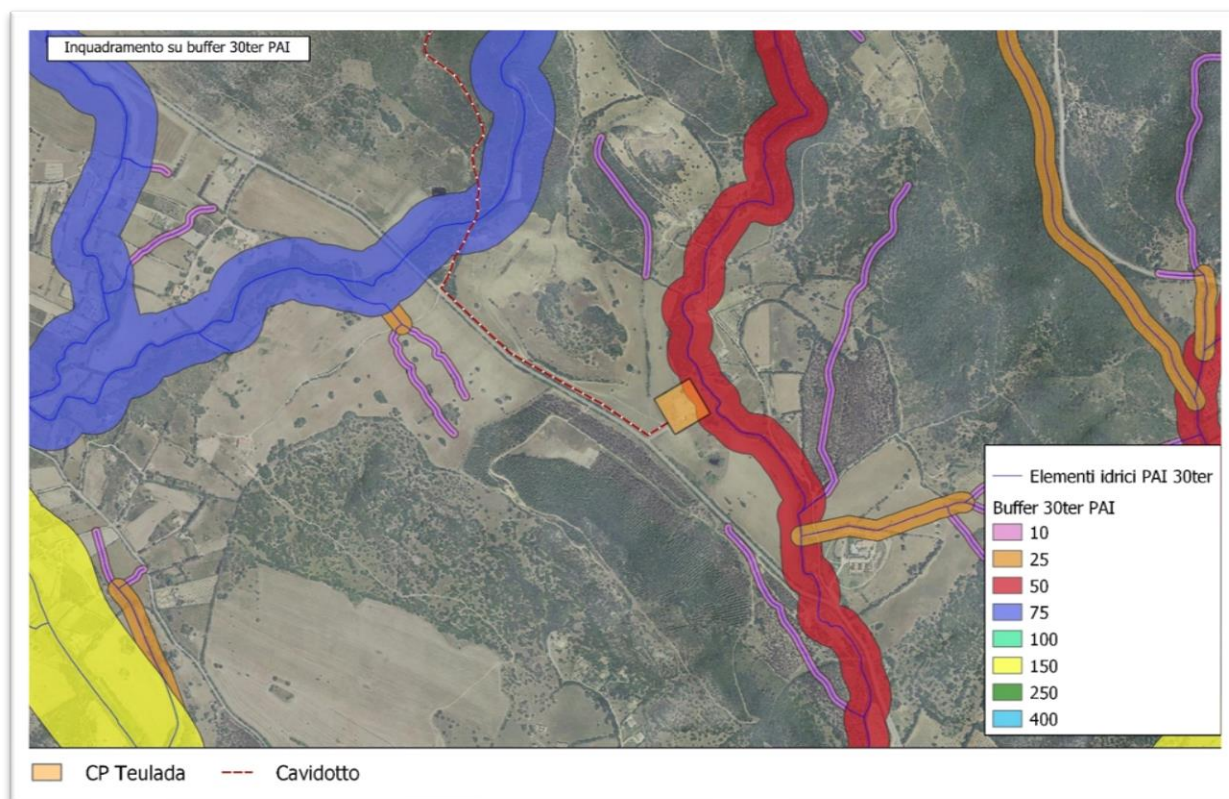 Inquadramento su buffer 30ter PAI
Elementi idrici PAI 30ter
Buffer 30ter PAI
10
25
50
75
100
150
250
400
CP Teulada
Cavidotto